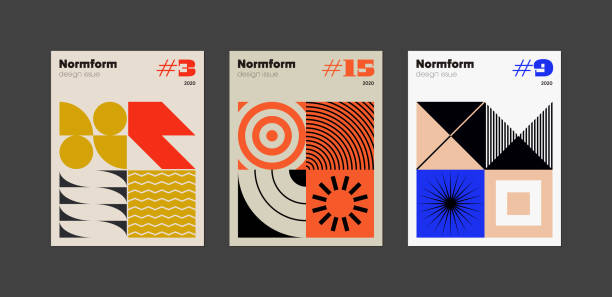 Normform
design issue
#3
2020
Normform
design issue
#15
2020
Normform
design issue
#9
2020